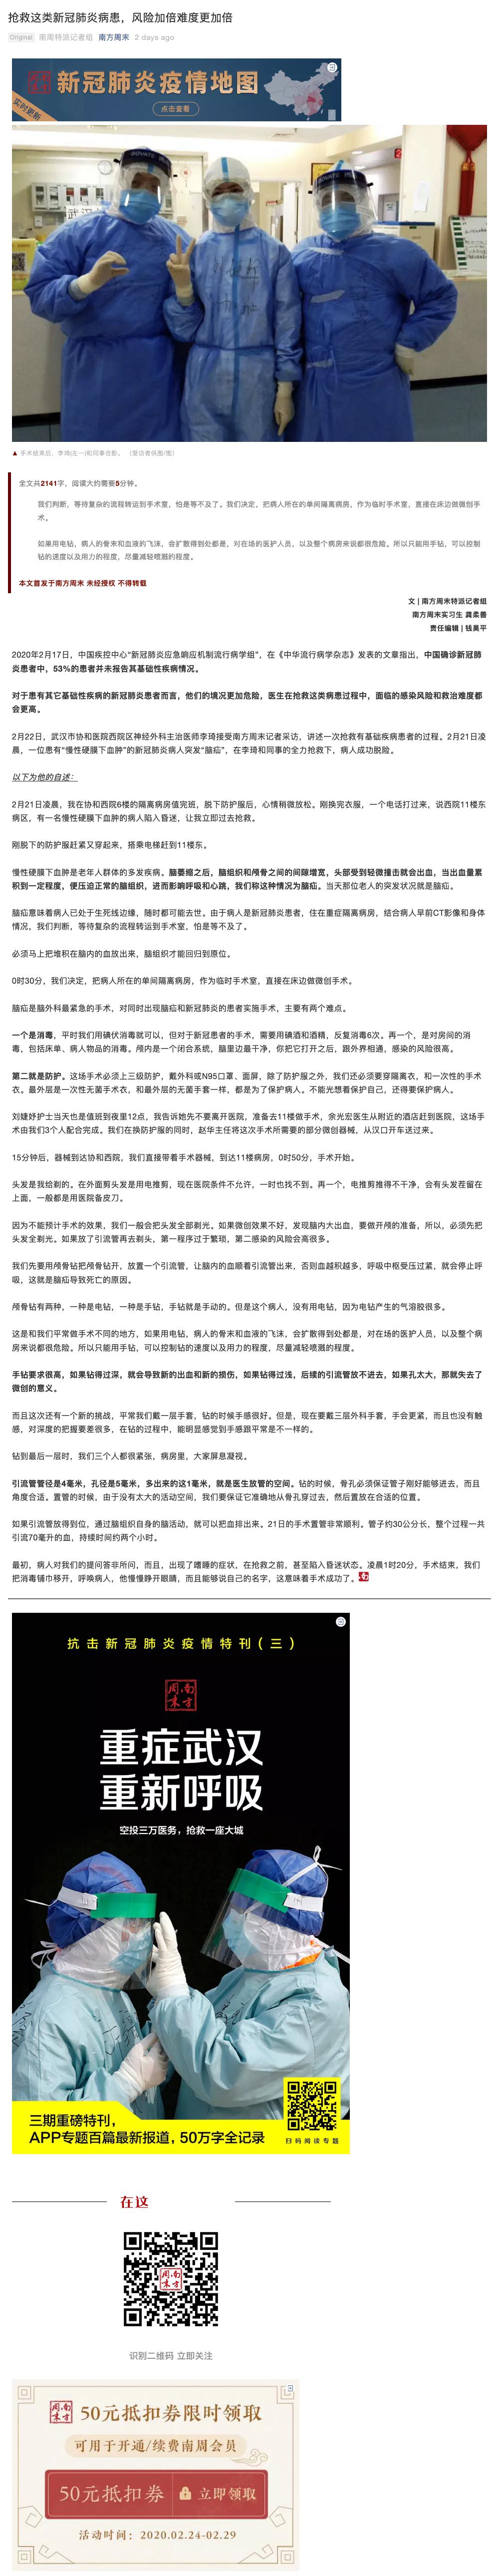 抢救这类新冠肺炎病患，风险加倍难度更加倍
Original 南周特派记者组 南方周末 2 days ago
新冠肺炎疫情地图
实时更新
点击查看
▲ 手术结束后，李琦(左一)和同事合影。 （受访者供图/图）
全文共2141字，阅读大约需要5分钟。
我们判断，等待复杂的流程转运到手术室，怕是等不及了。我们决定，把病人所在的单间隔离病房，作为临时手术室，直接在床边做微创手
术。
如果用电钻，病人的骨末和血液的飞沫，会扩散得到处都是，对在场的医护人员，以及整个病房来说都很危险。所以只能用手钻，可以控制
钻的速度以及用力的程度，尽量减轻喷溅的程度。
本文首发于南方周末 未经授权 不得转载
文 | 南方周末特派记者组
南方周末实习生 龚柔善
责任编辑 | 钱昊平
2020年2月17日，中国疾控中心“新冠肺炎应急响应机制流行病学组”，在《中华流行病学杂志》发表的文章指出，中国确诊新冠肺
炎患者中，53%的患者并未报告其基础性疾病情况。
对于患有其它基础性疾病的新冠肺炎患者而言，他们的境况更加危险，医生在抢救这类病患过程中，面临的感染风险和救治难度都
会更高。
2月22日，武汉市协和医院西院区神经外科主治医师李琦接受南方周末记者采访，讲述一次抢救有基础疾病患者的过程。2月21日凌
晨，一位患有“慢性硬膜下血肿”的新冠肺炎病人突发“脑疝”，在李琦和同事的全力抢救下，病人成功脱险。
以下为他的自述：
2月21日凌晨，我在协和西院6楼的隔离病房值完班，脱下防护服后，心情稍微放松。刚换完衣服，一个电话打过来，说西院11楼东
病区，有一名慢性硬膜下血肿的病人陷入昏迷，让我立即过去抢救。
刚脱下的防护服赶紧又穿起来，搭乘电梯赶到11楼东。
慢性硬膜下血肿是老年人群体的多发疾病。脑萎缩之后，脑组织和颅骨之间的间隙增宽，头部受到轻微撞击就会出血，当出血量累
积到一定程度，便压迫正常的脑组织，进而影响呼吸和心跳，我们称这种情况为脑疝。当天那位老人的突发状况就是脑疝。
脑疝意味着病人已处于生死线边缘，随时都可能去世。由于病人是新冠肺炎患者，住在重症隔离病房，结合病人早前CT影像和身体
情况，我们判断，等待复杂的流程转运到手术室，怕是等不及了。
必须马上把堆积在脑内的血放出来，脑组织才能回归到原位。
0时30分，我们决定，把病人所在的单间隔离病房，作为临时手术室，直接在床边做微创手术。
脑疝是脑外科最紧急的手术，对同时出现脑疝和新冠肺炎的患者实施手术，主要有两个难点。
一个是消毒，平时我们用碘伏消毒就可以，但对于新冠患者的手术，需要用碘酒和酒精，反复消毒6次。再一个，是对房间的消
毒，包括床单、病人物品的消毒。颅内是一个闭合系统，脑里边最干净，你把它打开之后，跟外界相通，感染的风险很高。
第二就是防护。这场手术必须上三级防护，戴外科或N95口罩、面屏，除了防护服之外，我们还必须要穿隔离衣，和一次性的手术
衣。最外层是一次性无菌手术衣，和最外层的无菌手套一样，都是为了保护病人。不能光想着保护自己，还得要保护病人。
刘婕妤护士当天也是值班到夜里12点，我告诉她先不要离开医院，准备去11楼做手术，余光宏医生从附近的酒店赶到医院，这场手
术由我们3个人配合完成。我们在换防护服的同时，赵华主任将这次手术所需要的部分微创器械，从汉口开车送过来。
15分钟后，器械到达协和西院，我们直接带着手术器械，到达11楼病房，0时50分，手术开始。
头发是我给剃的。在外面剪头发是用电推剪，现在医院条件不允许，一时也找不到。再一个，电推剪推得不干净，会有头发茬留在
上面，一般都是用医院备皮刀。
因为不能预计手术的效果，我们一般会把头发全部剃光。如果微创效果不好，发现脑内大出血，要做开颅的准备，所以，必须先把
头发全剃光。如果放了引流管再去剃头，第一程序过于繁琐，第二感染的风险会高很多。
我们先要用颅骨钻把颅骨钻开，放置一个引流管，让脑内的血顺着引流管流出来，否则血越积越多，呼吸中枢受压过紧，就会停止呼
吸，这就是脑疝导致死亡的原因。
颅骨钻有两种，一种是电钻，一种是手钻，手钻就是手动的。但是这个病人，没有用电钻，因为电钻产生的气溶胶很多。
这是和我们平常做手术不同的地方，如果用电钻，病人的骨末和血液的飞沫，会扩散得到处都是，对在场的医护人员，以及整个病
房来说都很危险。所以只能用手钻，可以控制钻的速度以及用力的程度，尽量减轻喷溅的程度。
手钻要求很高，如果钻得过深，就会导致新的出血和新的损伤，如果钻得过浅，后续的引流管放不进去，如果孔太大，那就失去了
微创的意义。
而且这次还有一个新的挑战，平常我们戴一层手套，钻的时候手感很好。但是，现在要戴三层外科手套，手会更紧，而且也没有触
感，对深度的把握要差很多，在钻的过程中，能明显感觉到手感跟平常是不一样的。
钻到最后一层时，我们三个人都很紧张，病房里，大家屏息凝视。
引流管管径是4毫米，孔径是5毫米，多出来的这1毫米，就是医生放管的空间。钻的时候，骨孔必须保证管子刚好能够进去，而且
角度合适。置管的时候，由于没有太大的活动空间，我们要保证它准确地从骨孔穿过去，然后置放在合适的位置。
如果引流管放得到位，通过脑组织自身的脑活动，就可以把血排出来。21日的手术置管非常顺利。管子约30公分长，整个过程一共
引流70毫升的血，持续时间约两个小时。
最初，病人对我们的提问答非所问，而且，出现了嗜睡的症状，在抢救之前，甚至陷入昏迷状态。凌晨1时20分，手术结束，我们
把消毒铺巾移开，呼唤病人，他慢慢睁开眼睛，而且能够说自己的名字，这意味着手术成功了。
抗击新冠肺炎疫情特刊(三)
南方周末
重症武汉
重新呼吸
空投三万医务，抢救一座大城
三期重磅特刊，
APP专题百篇最新报道，50万字全记录
扫码阅读专题
在这
南方周末
识别二维码 立即关注
南方周末
50元抵扣券限时领取
可用于开通/续费南周会员
50元抵扣券 立即领取
活动时间：2020.02.24-02.29